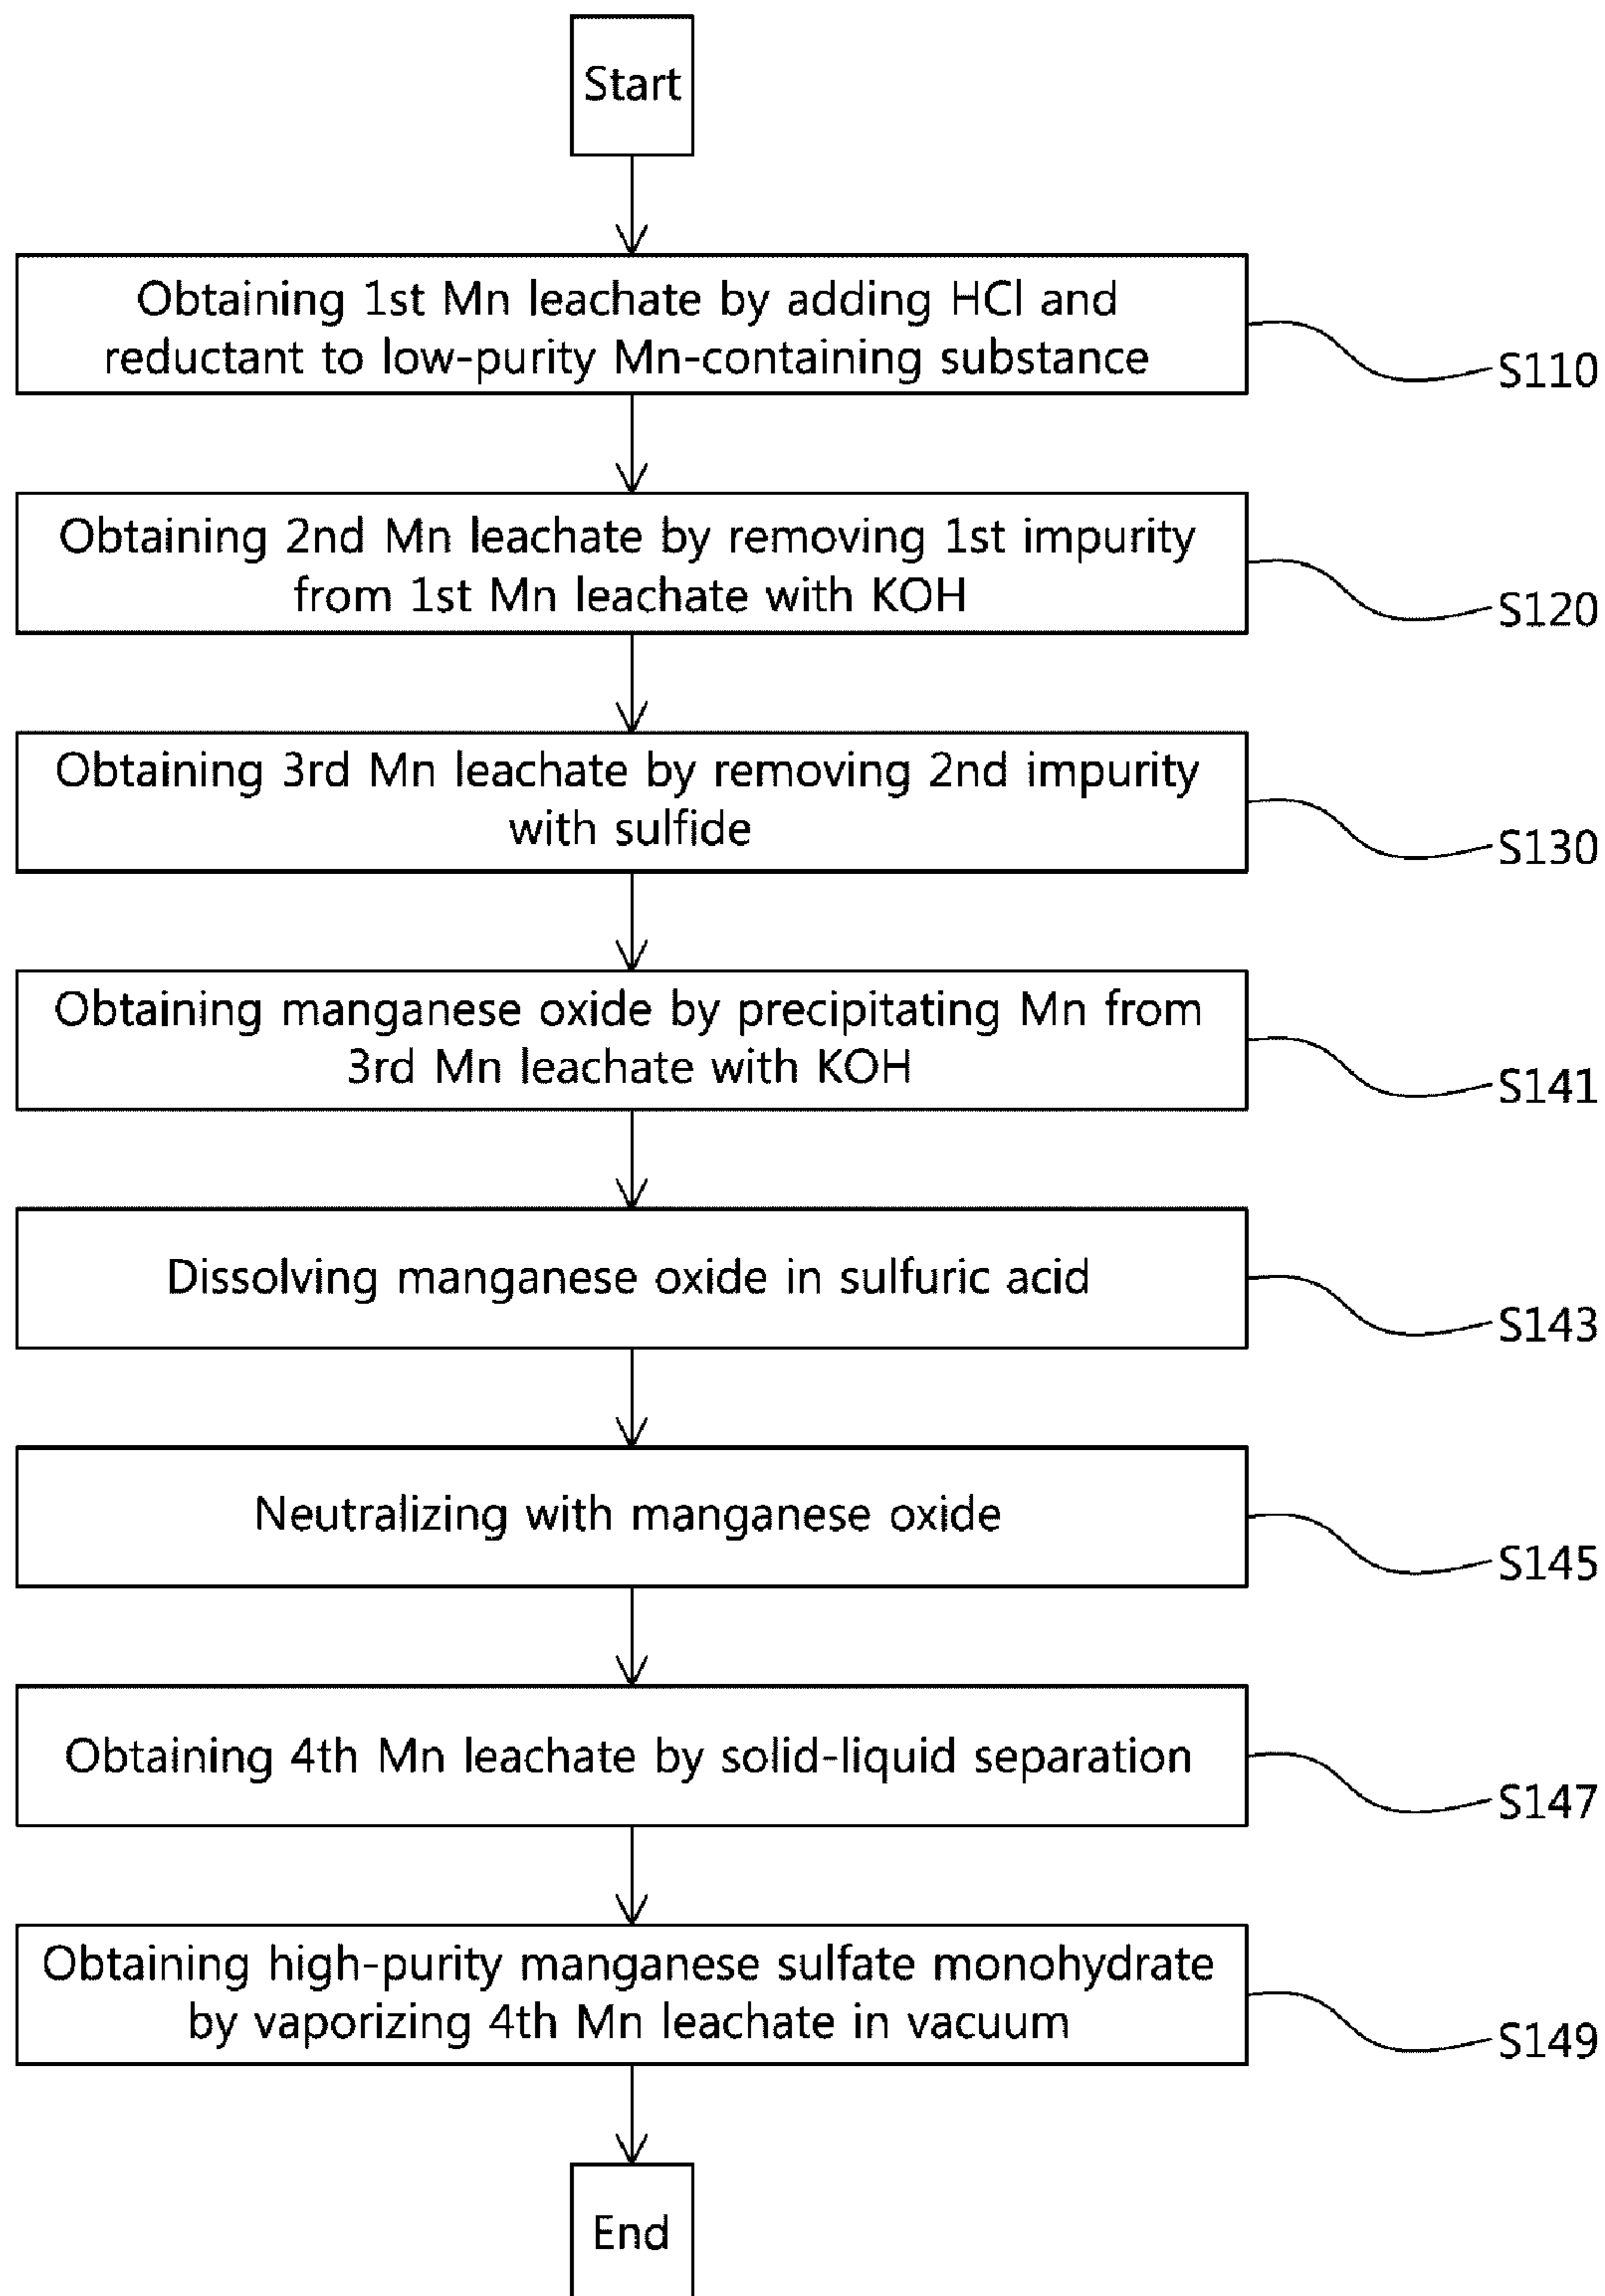 Start
Obtaining 1st Mn leachate by adding HCl and
reductant to low-purity Mn-containing substance
S110
Obtaining 2nd Mn leachate by removing 1st impurity
from 1st Mn leachate with KOH
S120
Obtaining 3rd Mn leachate by removing 2nd impurity
with sulfide
S130
Obtaining manganese oxide by precipitating Mn from
3rd Mn leachate with KOH
S141
Dissolving manganese oxide in sulfuric acid
S143
Neutralizing with manganese oxide
S145
Obtaining 4th Mn leachate by solid-liquid separation
S147
Obtaining high-purity manganese sulfate monohydrate
by vaporizing 4th Mn leachate in vacuum
S149
End